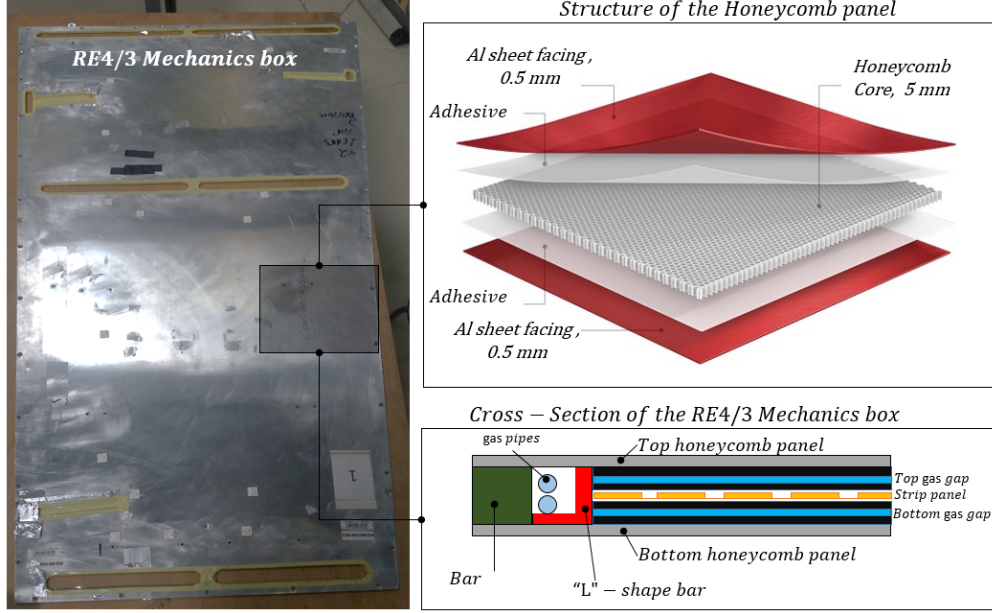 Structure of the Honeycomb panel
RE4/3 Mechanics box
Al sheet facing ,
0.5 mm
Honeycomb
Core, 5 mm
Adhesive
Adhesive
Al sheet facing ,
0.5 mm
Cross − Section of the RE4/3 Mechanics box
gas pipes
Top honeycomb panel
Top gas gap
Strip panel
Bottom gas gap
Bottom honeycomb panel
Bar
“L" − shape bar
1